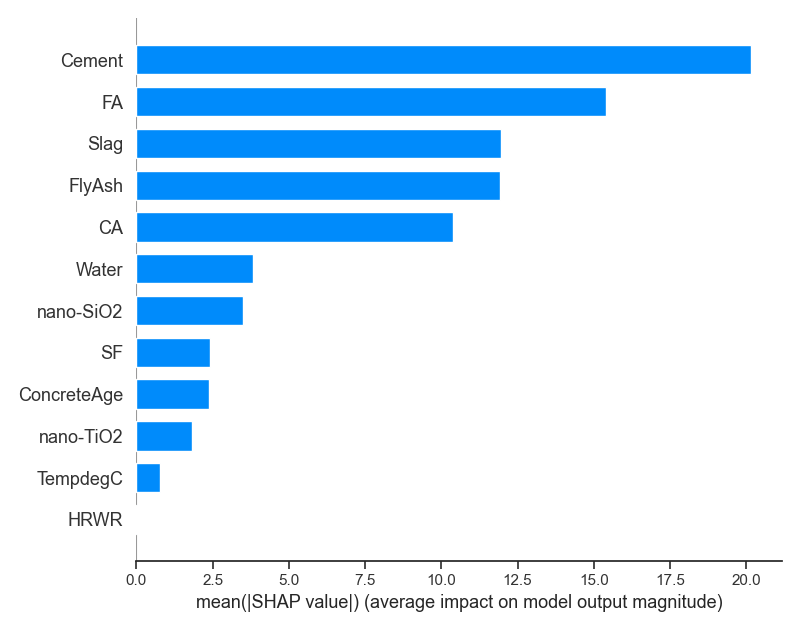 Cement
FA
Slag
FlyAsh
CA
Water
nano-SiO2
SF
ConcreteAge
nano-TiO2
TempdegC
HRWR
0.0 2.5 5.0 7.5 10.0 12.5 15.0 17.5 20.0
mean(|SHAP value|) (average impact on model output magnitude)